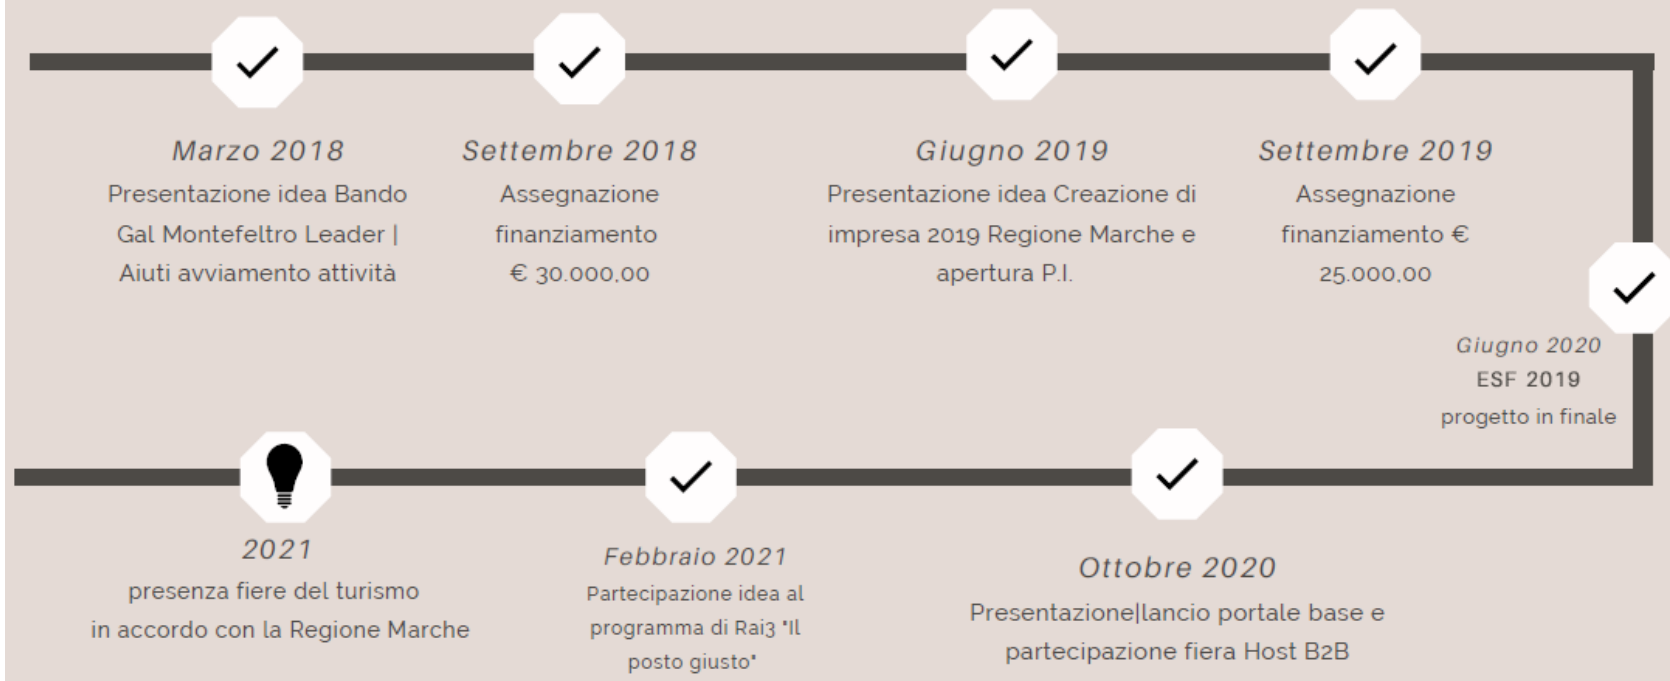 Marzo 2018
Presentazione idea Bando
Gal Montefeltro Leader |
Aiuti avviamento attività
Settembre 2018
Assegnazione
finanziamento
€ 30.000,00
Giugno 2019
Presentazione idea Creazione di
impresa 2019 Regione Marche e
apertura P.I.
Settembre 2019
Assegnazione
finanziamento €
25.000,00
Giugno 2020
ESF 2019
progetto in finale
Ottobre 2020
Presentazione|lancio portale base e
partecipazione fiera Host B2B
Febbraio 2021
Partecipazione idea al
programma di Rai3 "Il
posto giusto"
2021
presenza fiere del turismo
in accordo con la Regione Marche